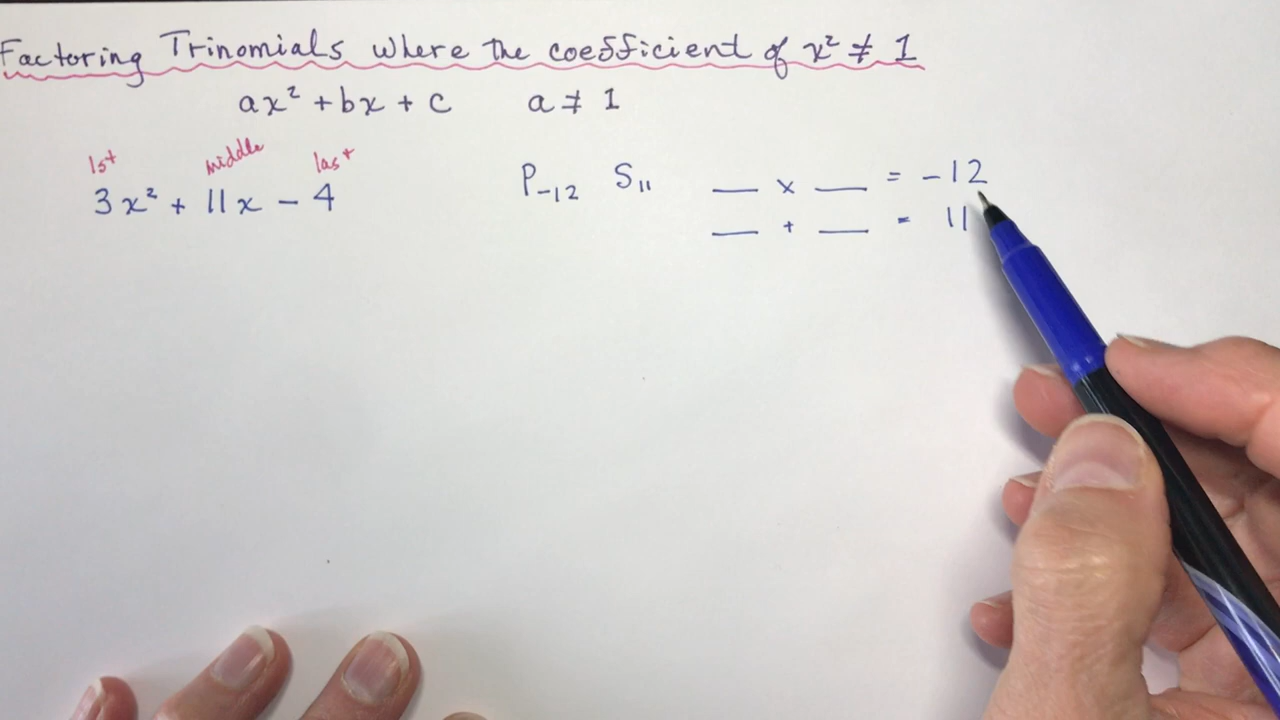 Factoring Trinomials where the coefficient of x² ≠ 1
ax² + bx + c a ≠ 1
1st middle last
3x² + 11x - 4
P₋₁₂ S₁₁
__ x __ = -12
__ + __ = 11